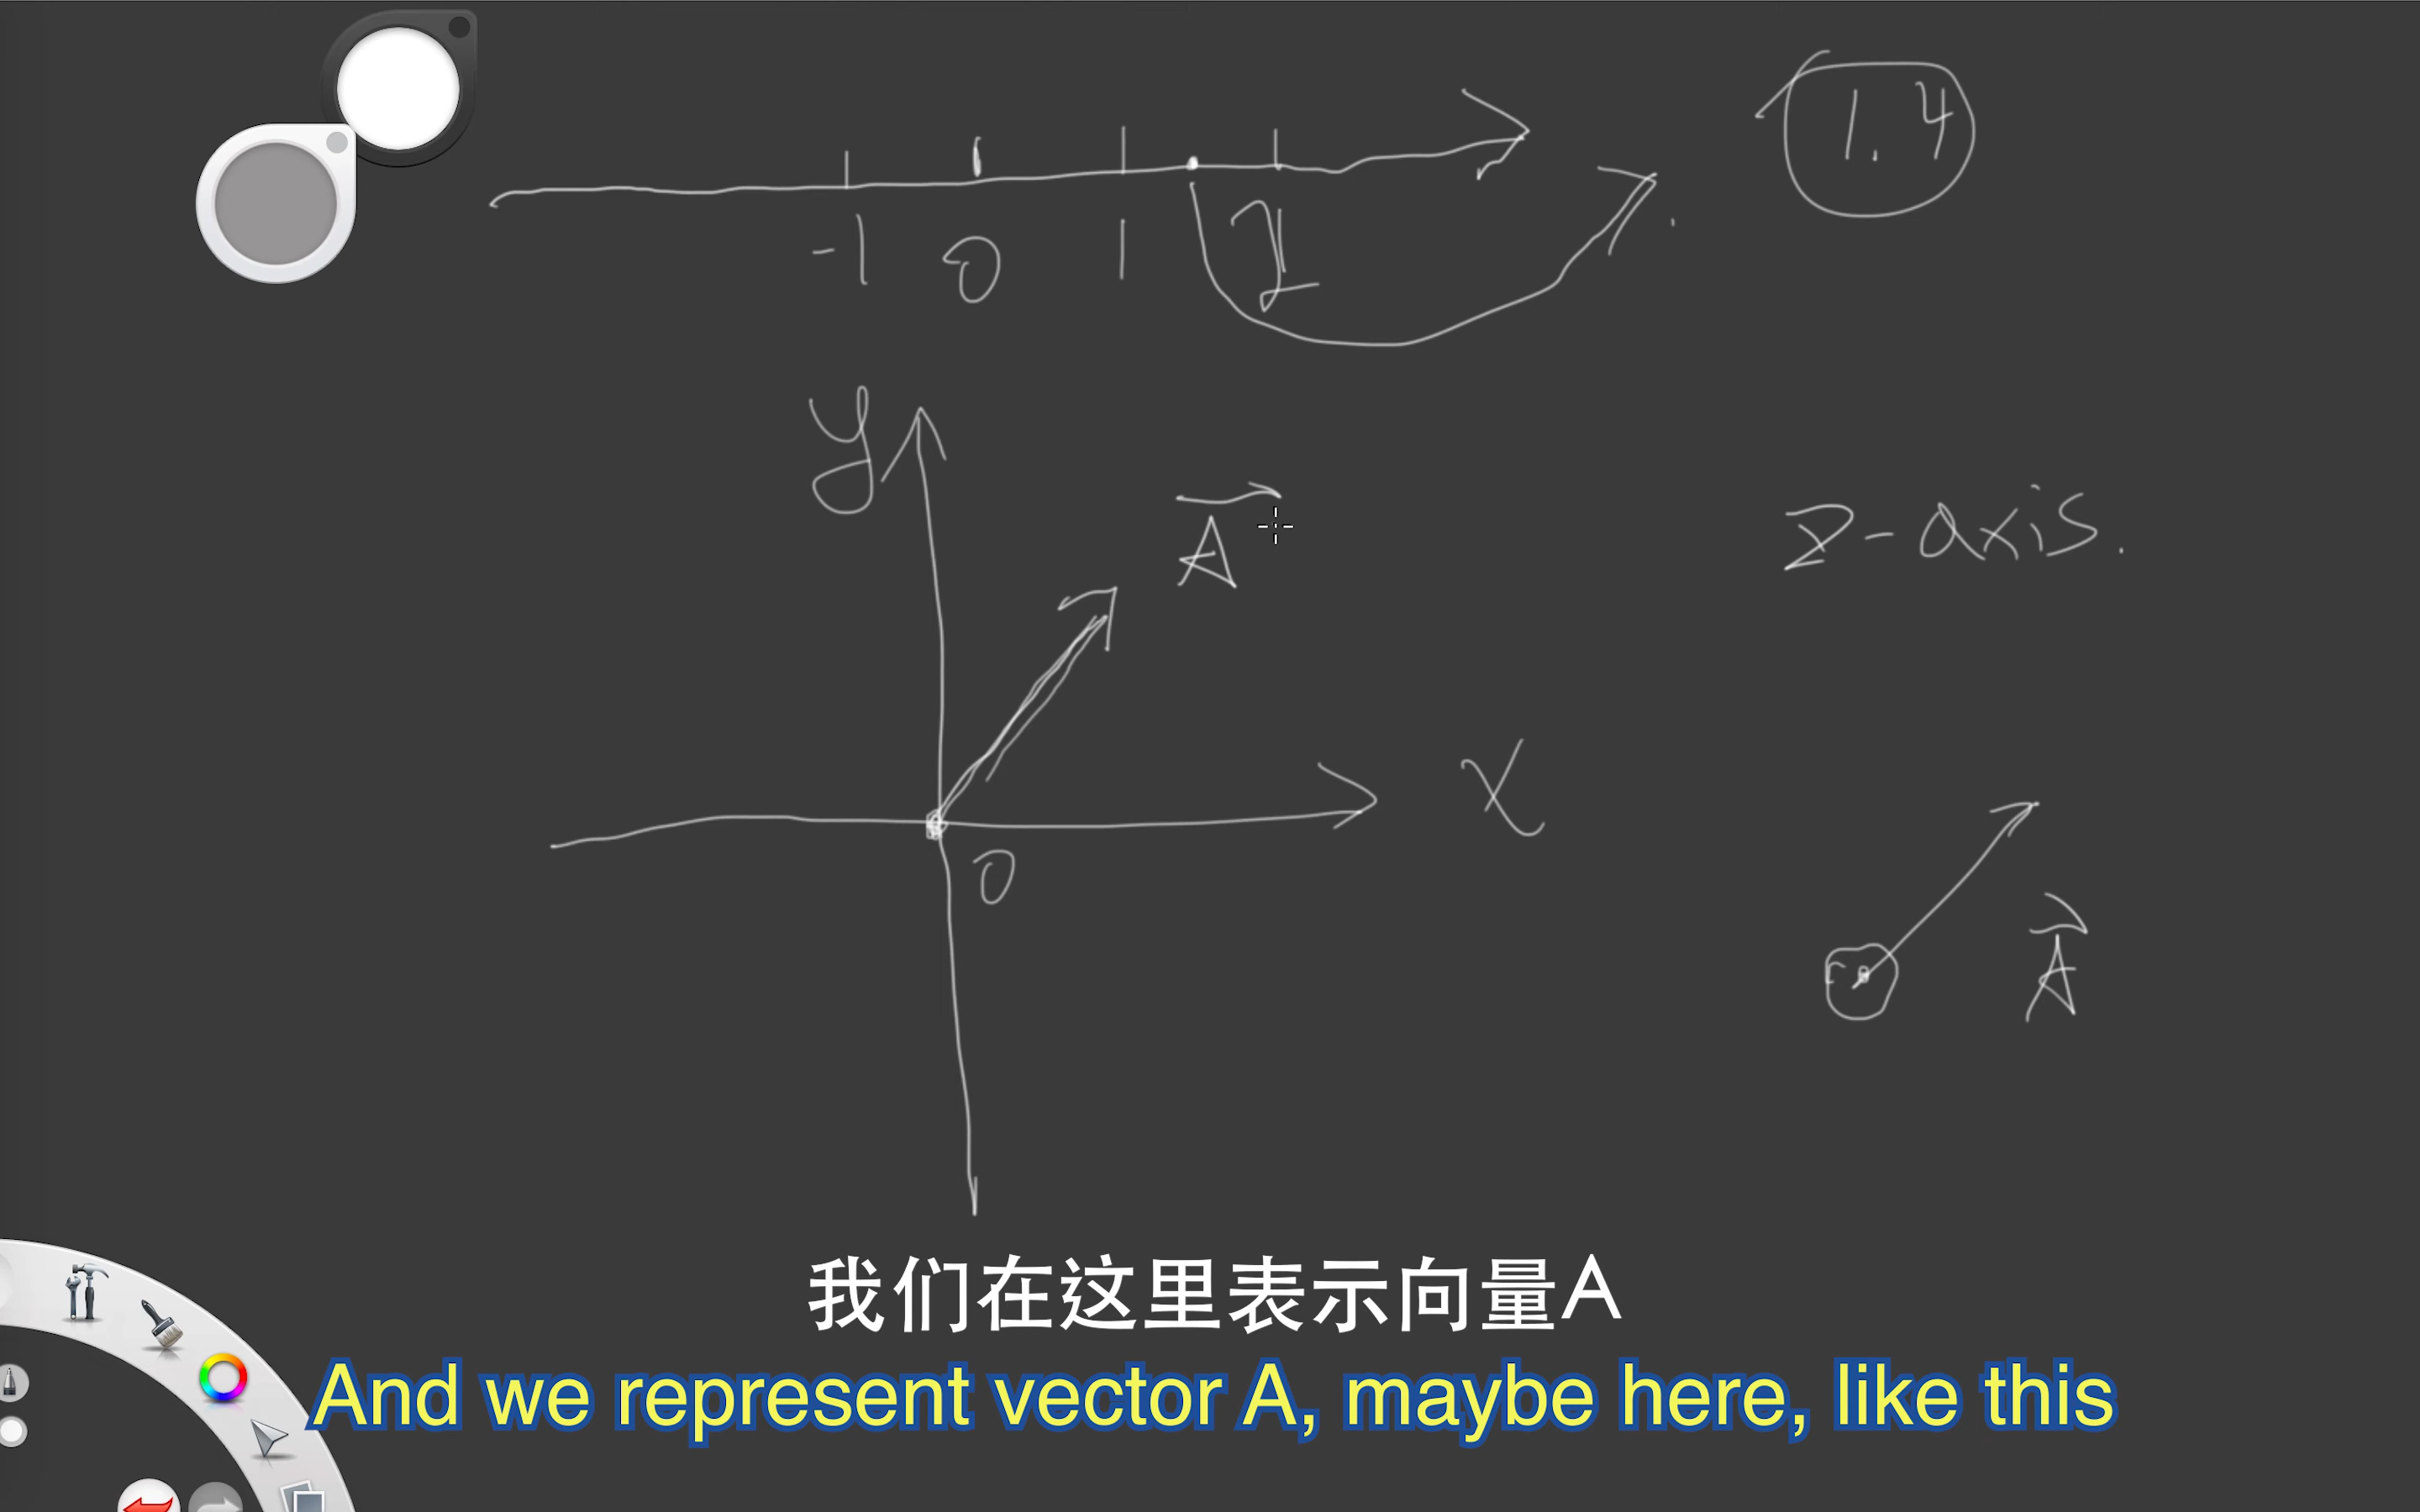 1.4
-1 0 1 2
y
A
z-axis.
x
0
A
我们在这里表示向量A
And we represent vector A, maybe here, like this